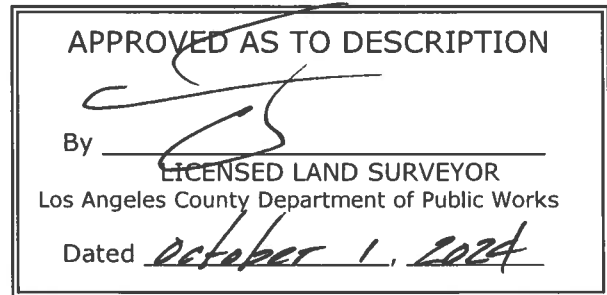 APPROVED AS TO DESCRIPTION
By
LICENSED LAND SURVEYOR
Los Angeles County Department of Public Works
Dated October 1, 2024